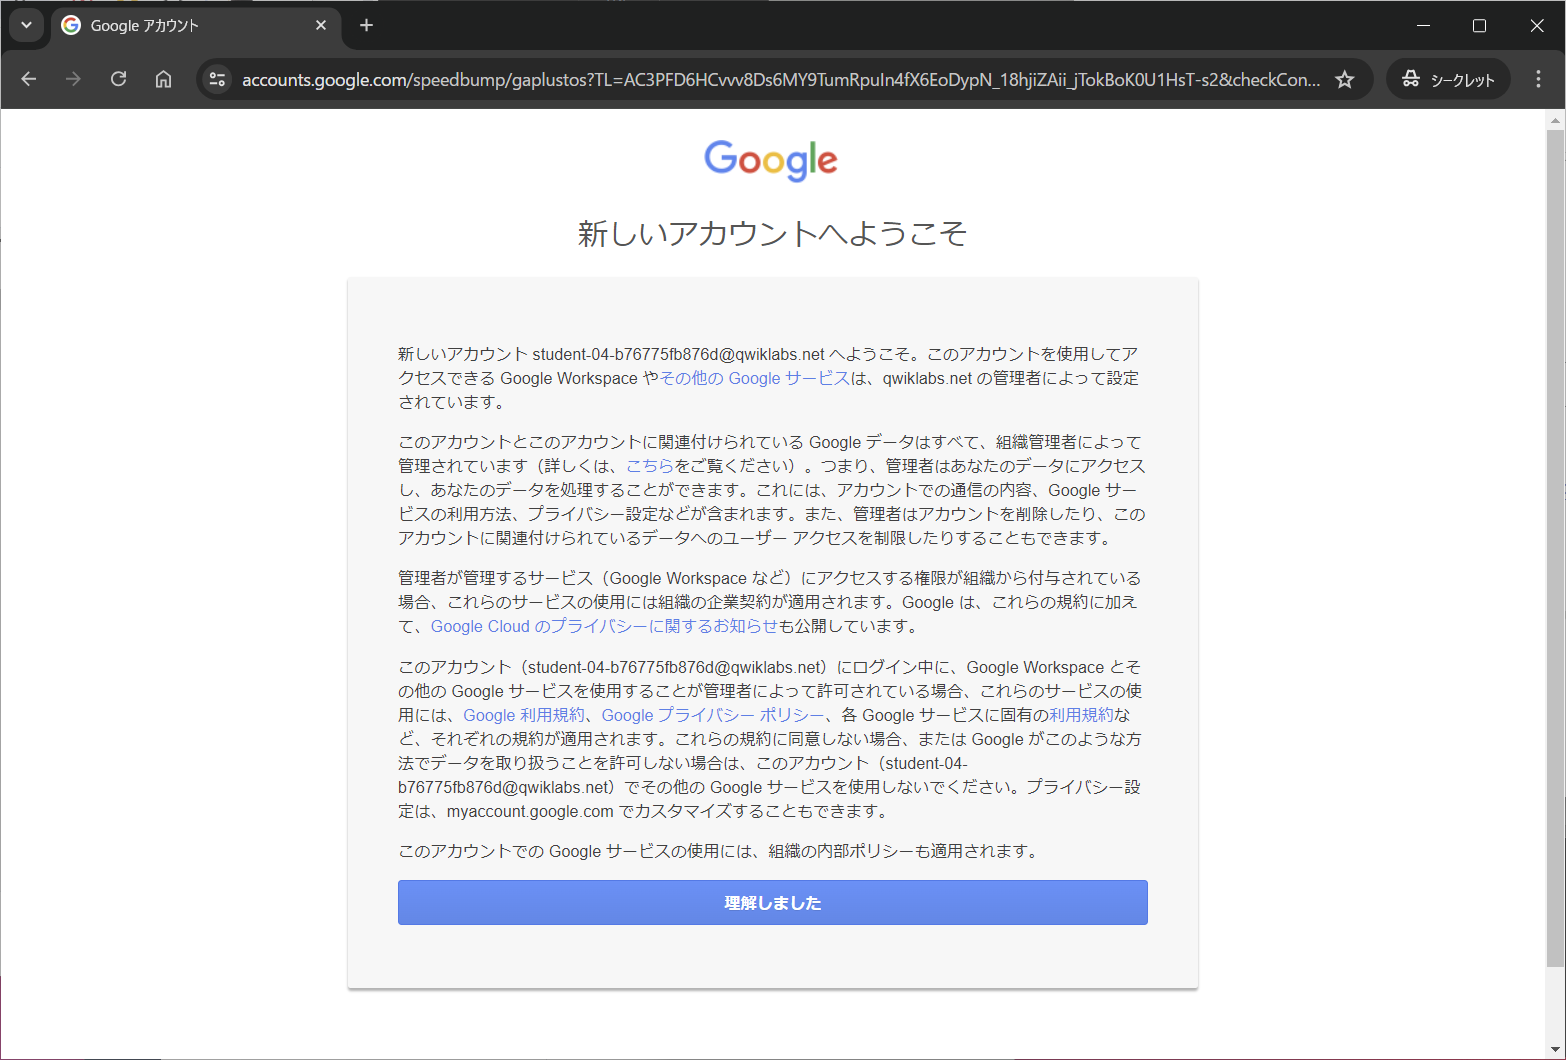 Google アカウント
accounts.google.com/speedbump/gaplustos?TL=AC3PFD6HCvvv8Ds6MY9TumRpuIn4fX6EoDypN_18hjiZAii_jTokBoK0U1HsT-s2&checkCon...
シークレット
Google
新しいアカウントへようこそ
新しいアカウント student-04-b76775fb876d@qwiklabs.net へようこそ。このアカウントを使用してア
クセスできる Google Workspace やその他の Google サービスは、qwiklabs.net の管理者によって設定
されています。
このアカウントとこのアカウントに関連付けられている Google データはすべて、組織管理者によって
管理されています（詳しくは、こちらをご覧ください）。つまり、管理者はあなたのデータにアクセス
し、あなたのデータを処理することができます。これには、アカウントでの通信の内容、Google サー
ビスの利用方法、プライバシー設定などが含まれます。また、管理者はアカウントを削除したり、この
アカウントに関連付けられているデータへのユーザー アクセスを制限したりすることもできます。
管理者が管理するサービス（Google Workspace など）にアクセスする権限が組織から付与されている
場合、これらのサービスの使用には組織の企業契約が適用されます。Google は、これらの規約に加え
て、Google Cloud のプライバシーに関するお知らせも公開しています。
このアカウント（student-04-b76775fb876d@qwiklabs.net）にログイン中に、Google Workspace とそ
の他の Google サービスを使用することが管理者によって許可されている場合、これらのサービスの使
用には、Google 利用規約、Google プライバシー ポリシー、各 Google サービスに固有の利用規約な
ど、それぞれの規約が適用されます。これらの規約に同意しない場合、または Google がこのような方
法でデータを取り扱うことを許可しない場合は、このアカウント（student-04-
b76775fb876d@qwiklabs.net）でその他の Google サービスを使用しないでください。プライバシー設
定は、myaccount.google.com でカスタマイズすることもできます。
このアカウントでの Google サービスの使用には、組織の内部ポリシーも適用されます。
理解しました